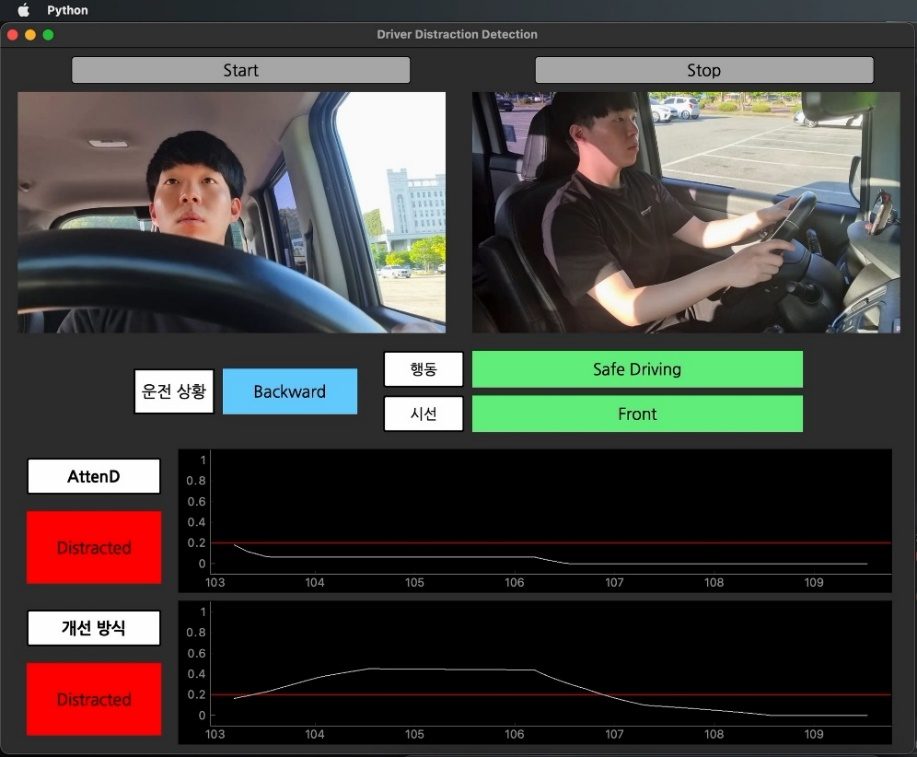 Python
Driver Distraction Detection
Start
Stop
운전 상황
Backward
행동
Safe Driving
시선
Front
AttenD
Distracted
1
0.8
0.6
0.4
0.2
0
103 104 105 106 107 108 109
개선 방식
Distracted
1
0.8
0.6
0.4
0.2
0
103 104 105 106 107 108 109